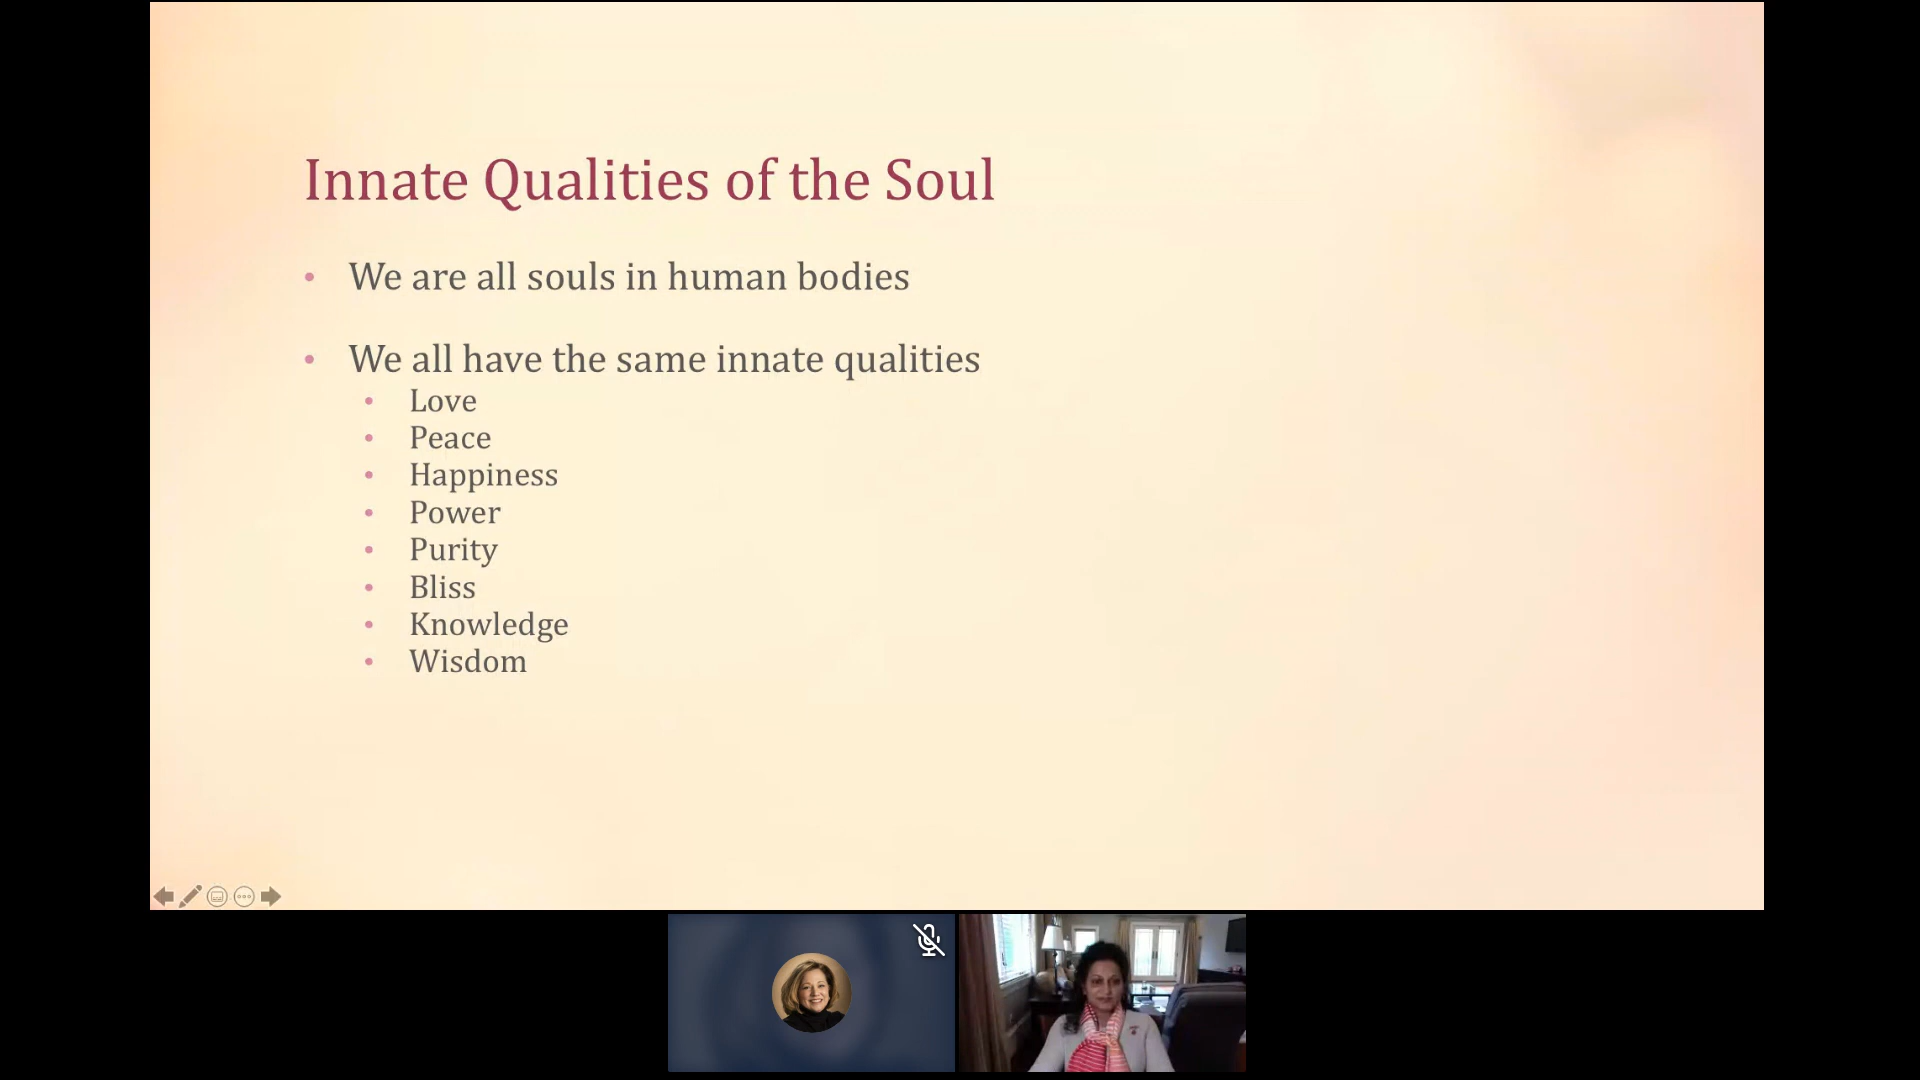 Innate Qualities of the Soul
We are all souls in human bodies
We all have the same innate qualities
Love
Peace
Happiness
Power
Purity
Bliss
Knowledge
Wisdom